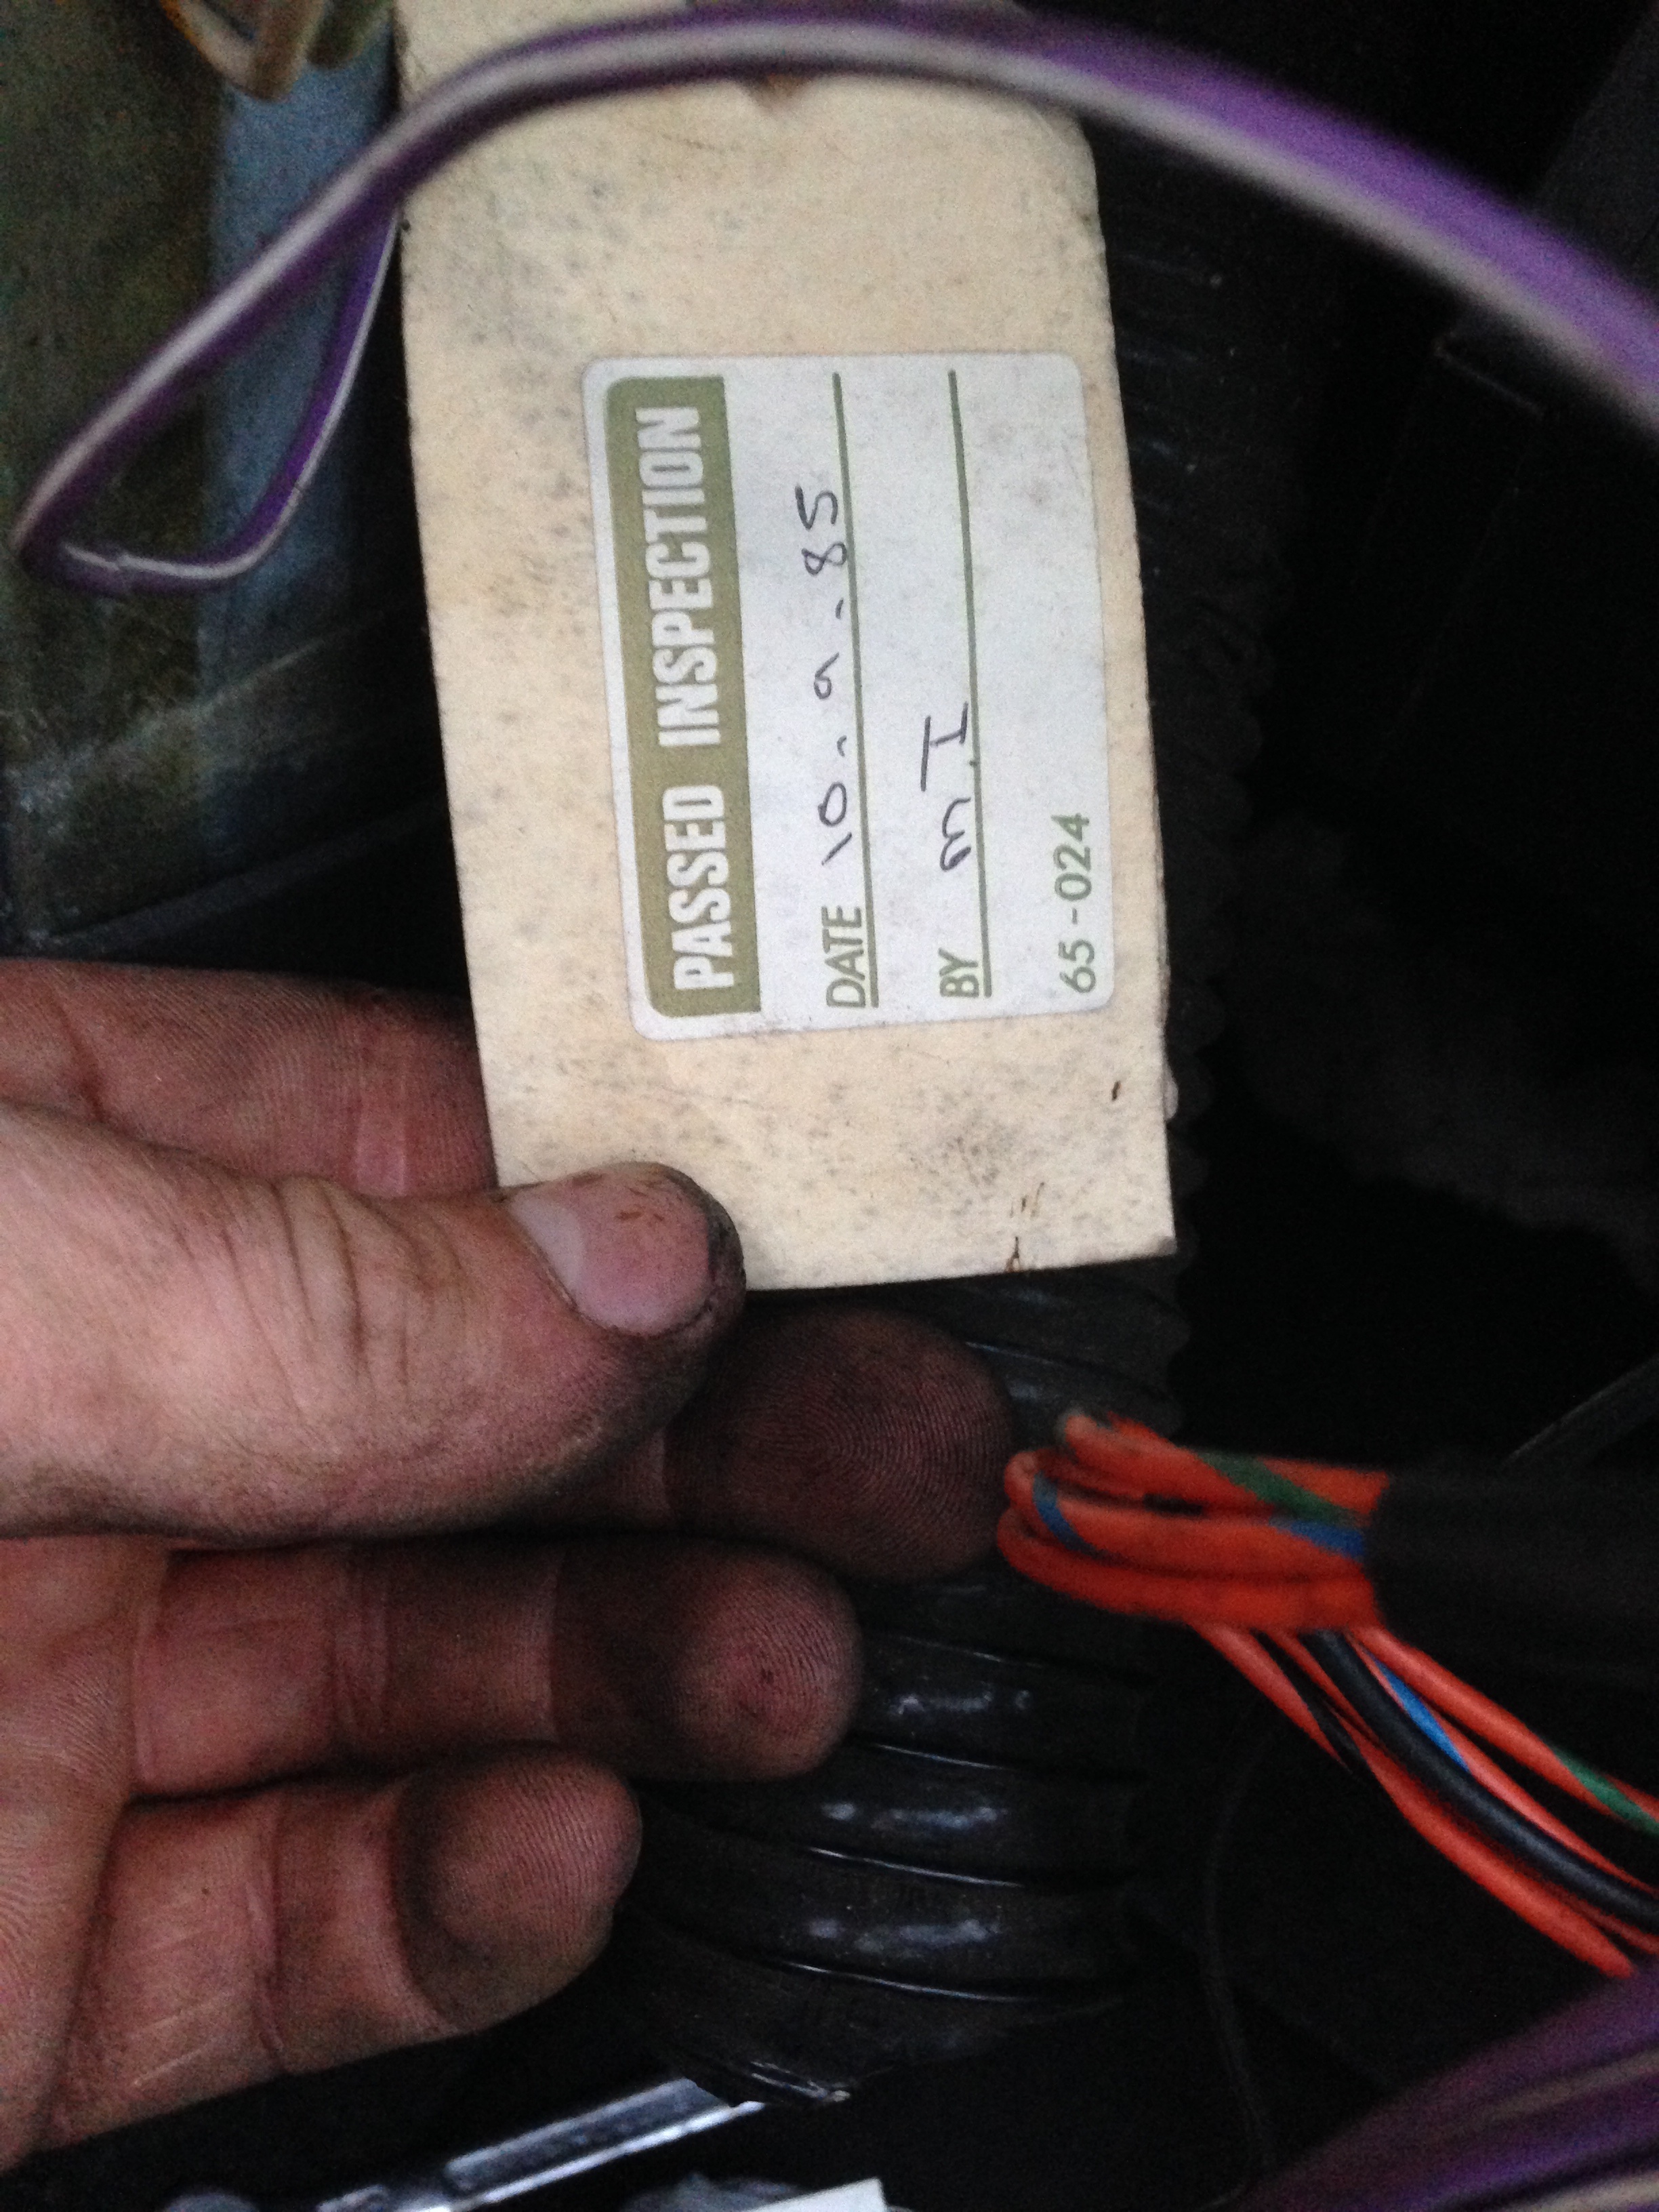 PASSED INSPECTION
DATE 10.9.85
BY M.I
65-024